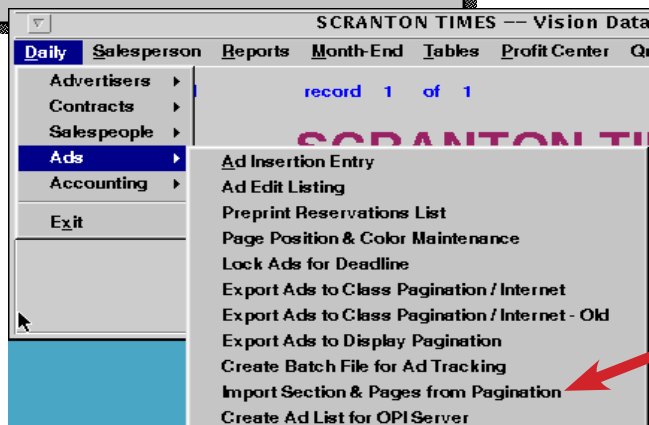 SCRANTON TIMES -- Vision Data
Daily Salesperson Reports Month-End Tables Profit Center
record 1 of 1
SCRANTON
Advertisers
Contracts
Salespeople
Ads
Accounting
Exit
Ad Insertion Entry
Ad Edit Listing
Preprint Reservations List
Page Position & Color Maintenance
Lock Ads for Deadline
Export Ads to Class Pagination / Internet
Export Ads to Class Pagination / Internet - Old
Export Ads to Display Pagination
Create Batch File for Ad Tracking
Import Section & Pages from Pagination
Create Ad List for OPI Server